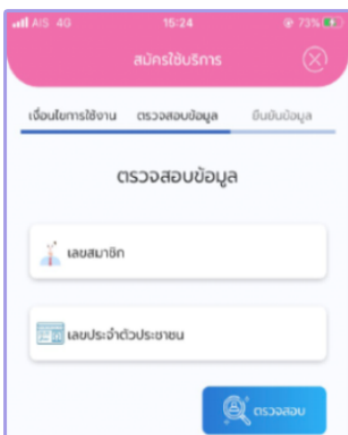 AIS 4G 15:24 73%
สมัครใช้บริการ
เงื่อนไขการใช้งาน ตรวจสอบข้อมูล ยืนยันข้อมูล
ตรวจสอบข้อมูล
เลขสมาชิก
เลขประจำตัวประชาชน
ตรวจสอบ